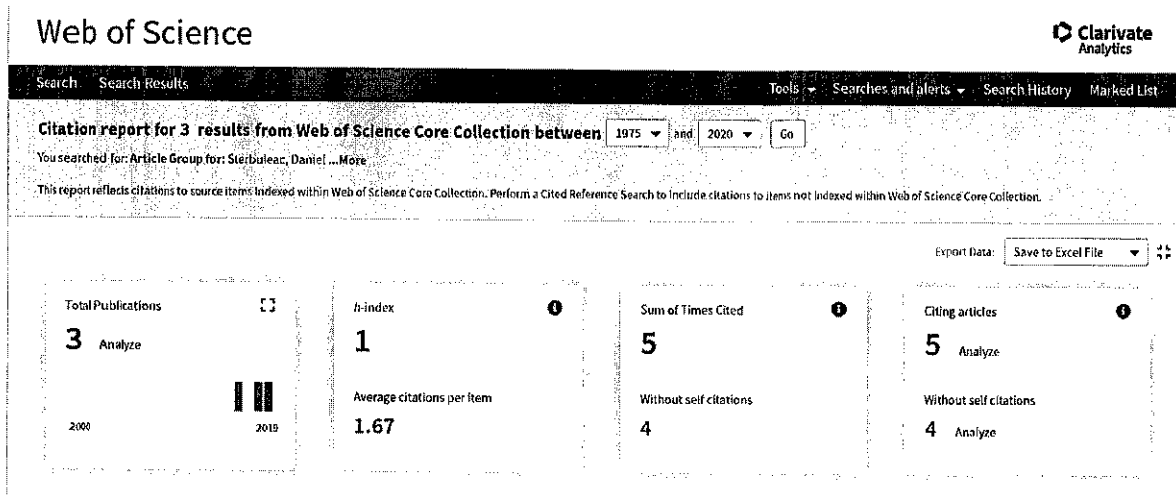 Web of Science
Clarivate
Analytics
Search Search Results Tools Searches and alerts Search History Marked List
Citation report for 3 results from Web of Science Core Collection between 1975 and 2020 Go
You searched for: Article Group for: Sterbuleac, Daniel ...More
This report reflects citations to source items indexed within Web of Science Core Collection. Perform a Cited Reference Search to include citations to items not indexed within Web of Science Core Collection.
Export Data: Save to Excel File
Total Publications
3 Analyze
2000 2019
h-index
1
Average citations per item
1.67
Sum of Times Cited
5
Without self citations
4
Citing articles
5 Analyze
Without self citations
4 Analyze